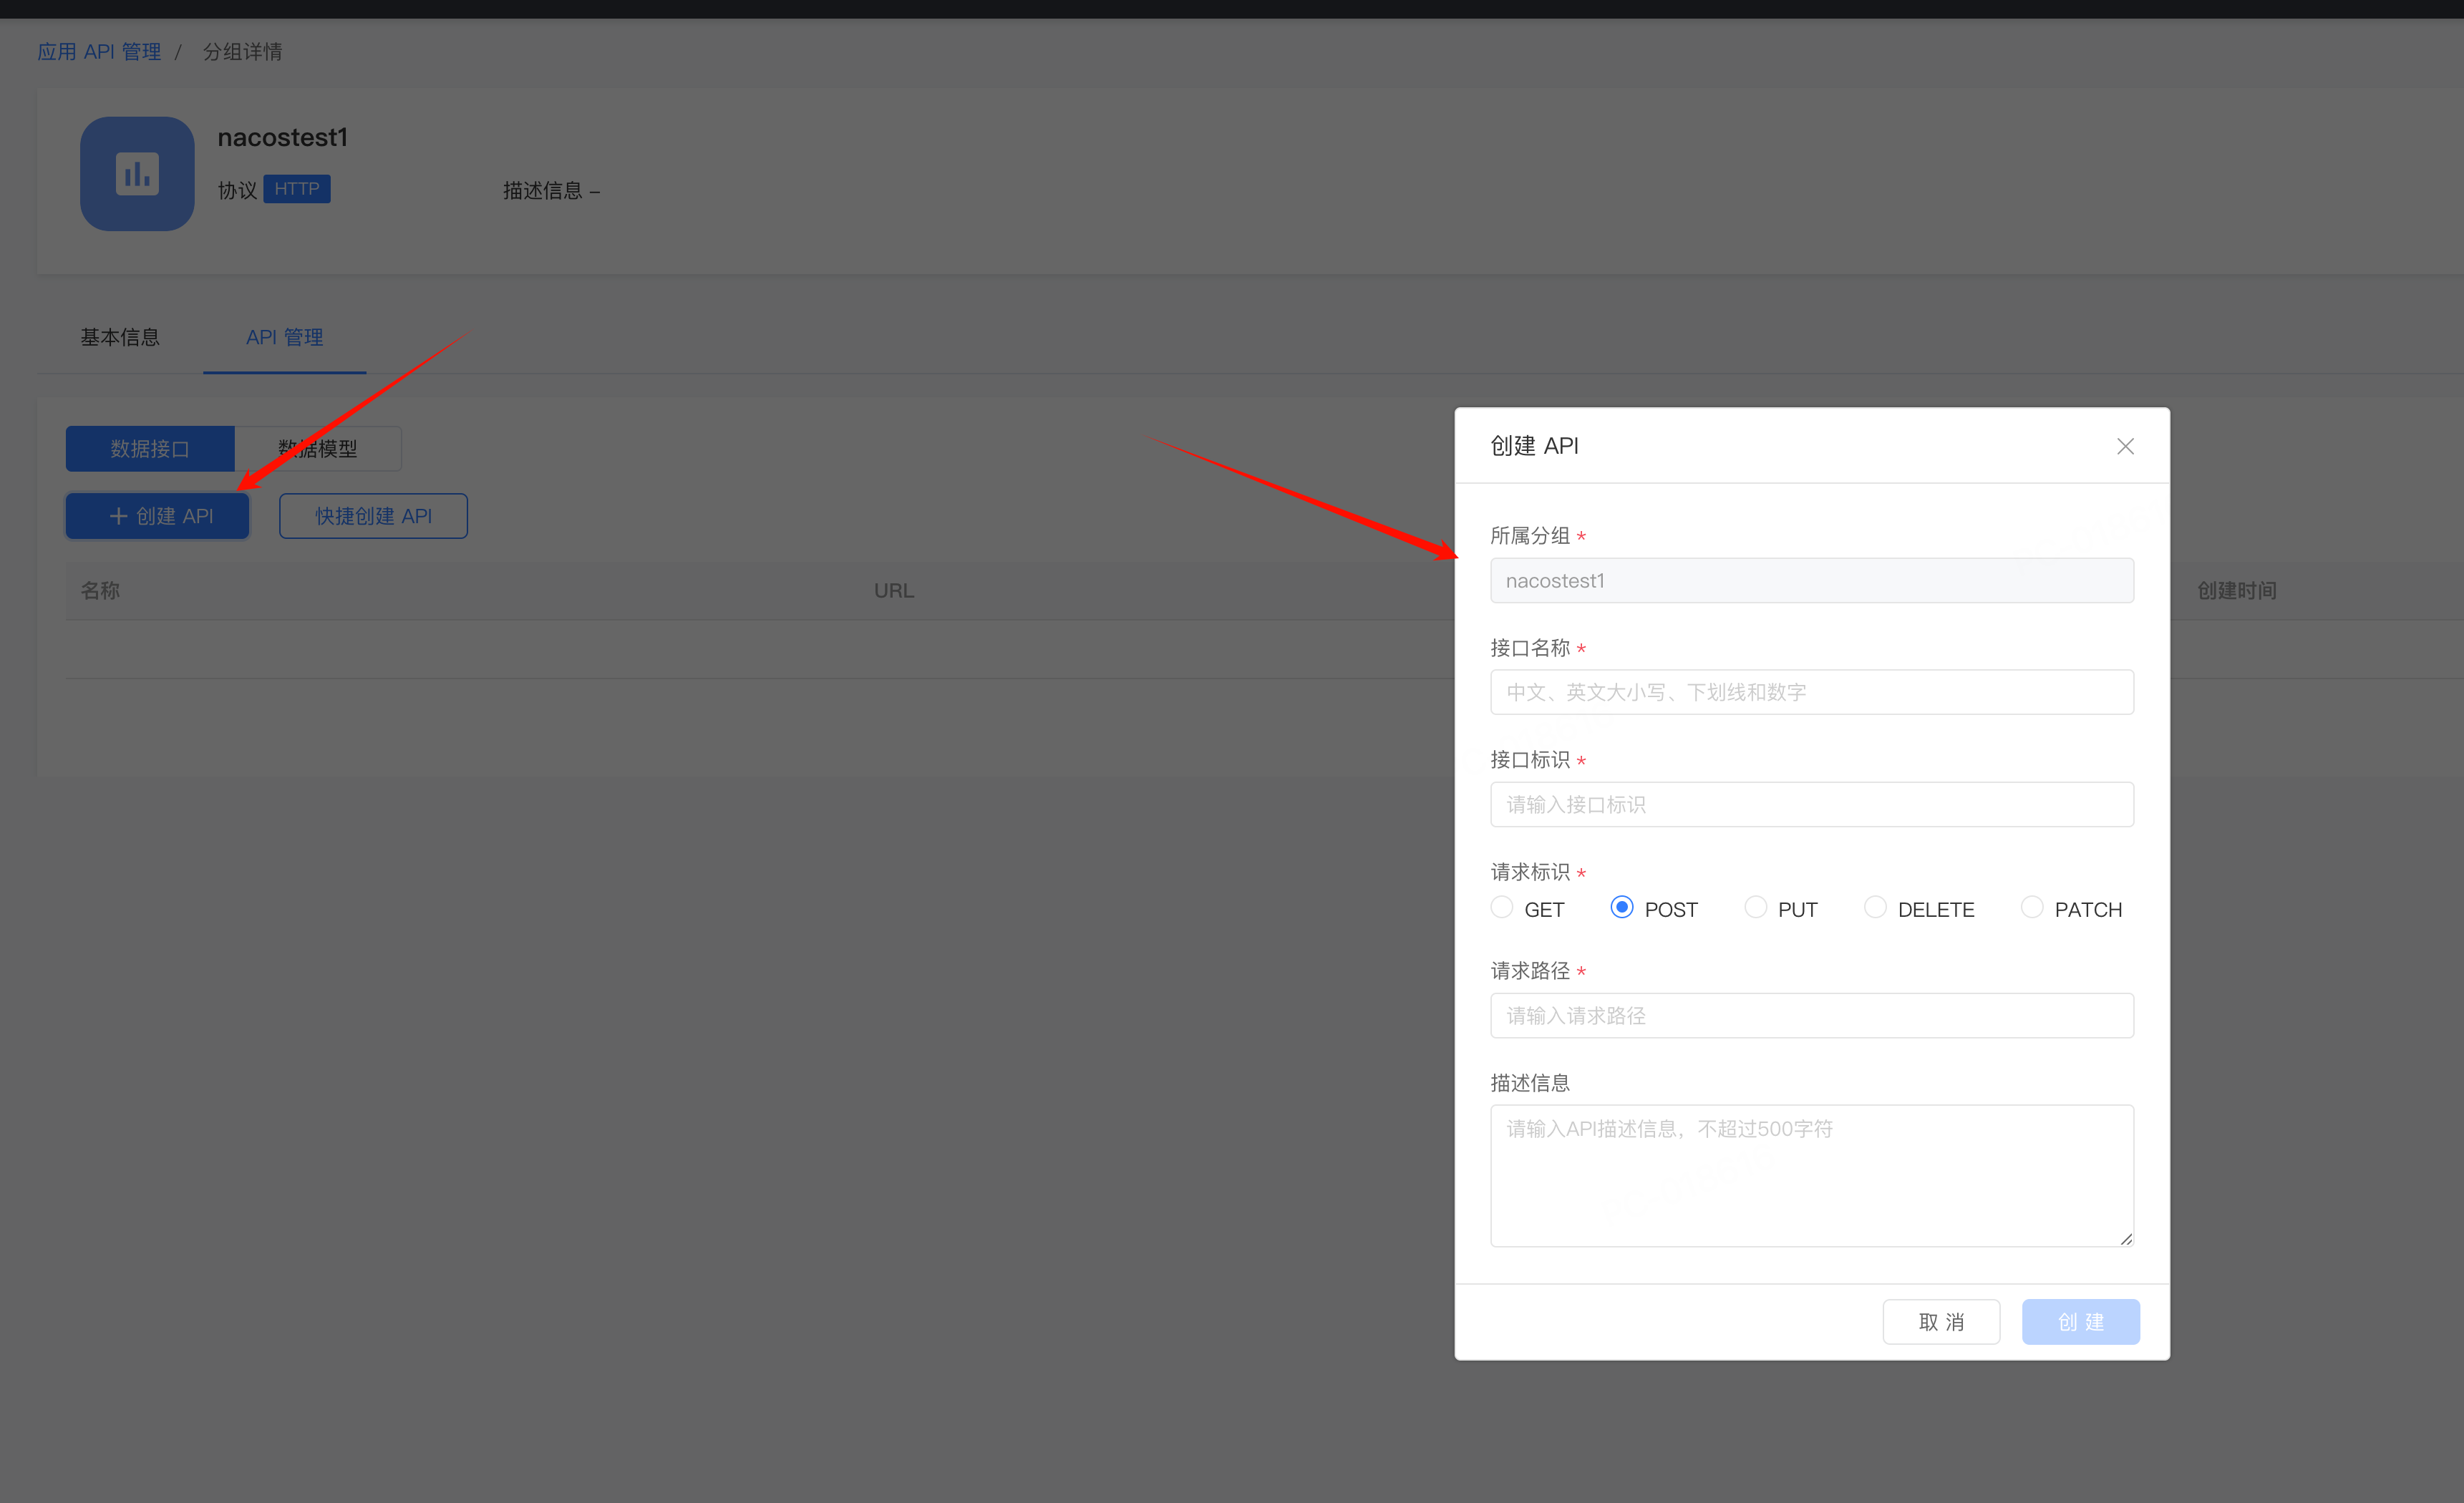 应用 API 管理 / 分组详情
nacostest1
协议 HTTP 描述信息 –
基本信息 API 管理
数据接口 数据模型
+ 创建 API 快捷创建 API
名称 URL 创建时间
创建 API
所属分组 *
nacostest1
接口名称 *
中文、英文大小写、下划线和数字
接口标识 *
请输入接口标识
请求标识 *
GET POST PUT DELETE PATCH
请求路径 *
请输入请求路径
描述信息
请输入API描述信息，不超过500字符
取 消 创 建